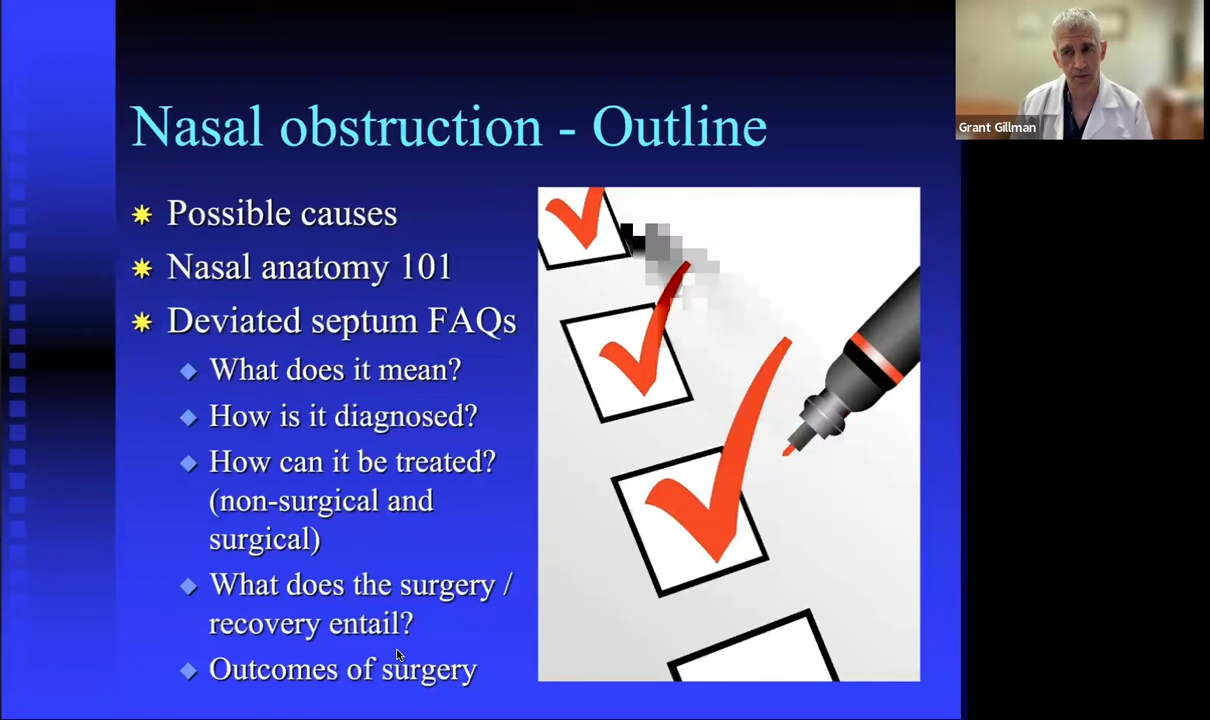 Nasal obstruction - Outline
Possible causes
Nasal anatomy 101
Deviated septum FAQs
What does it mean?
How is it diagnosed?
How can it be treated?
(non-surgical and
surgical)
What does the surgery /
recovery entail?
Outcomes of surgery
Grant Gillman